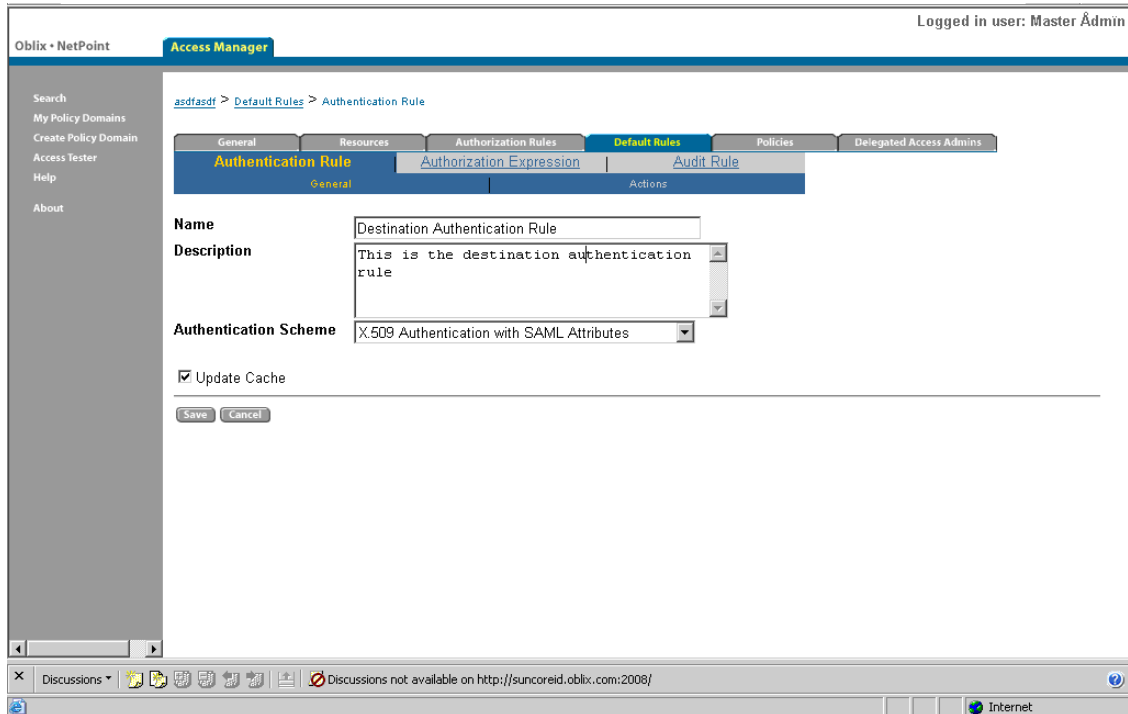 Logged in user: Master Ådmïn
Oblix • NetPoint
Access Manager
Search
My Policy Domains
Create Policy Domain
Access Tester
Help
About
asdfasdf > Default Rules > Authentication Rule
General Resources Authorization Rules Default Rules Policies Delegated Access Admins
Authentication Rule | Authorization Expression | Audit Rule
General | Actions
Name Destination Authentication Rule
Description This is the destination authentication
rule
Authentication Scheme X.509 Authentication with SAML Attributes
Update Cache
Save Cancel
Discussions Discussions not available on http://suncoreid.oblix.com:2008/
Internet